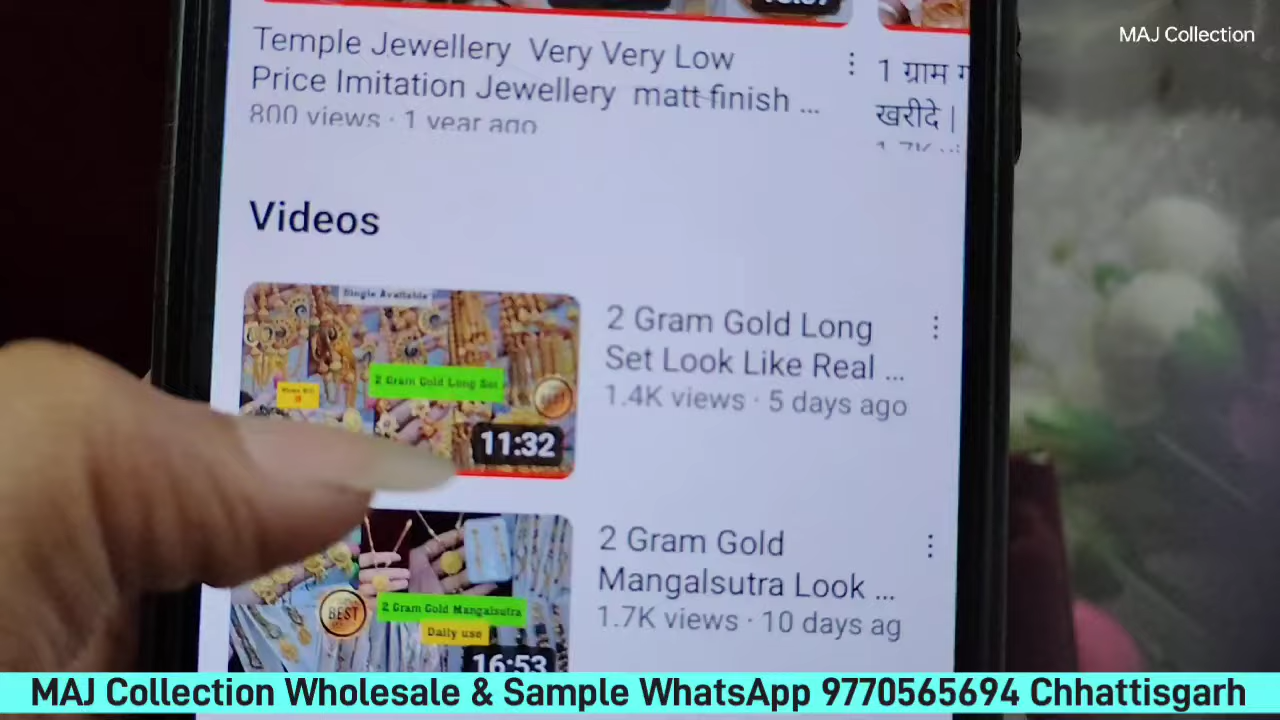 MAJ Collection
Temple Jewellery Very Very Low
Price Imitation Jewellery matt finish ...
800 views · 1 year ago
1 ग्राम
खरीदे |
Videos
Single Available
2 Gram Gold Long Set
BEST
11:32
2 Gram Gold Long
Set Look Like Real ...
1.4K views · 5 days ago
BEST
2 Gram Gold Mangalsutra
Daily use
16:53
2 Gram Gold
Mangalsutra Look ...
1.7K views · 10 days ag
MAJ Collection Wholesale & Sample WhatsApp 9770565694 Chhattisgarh